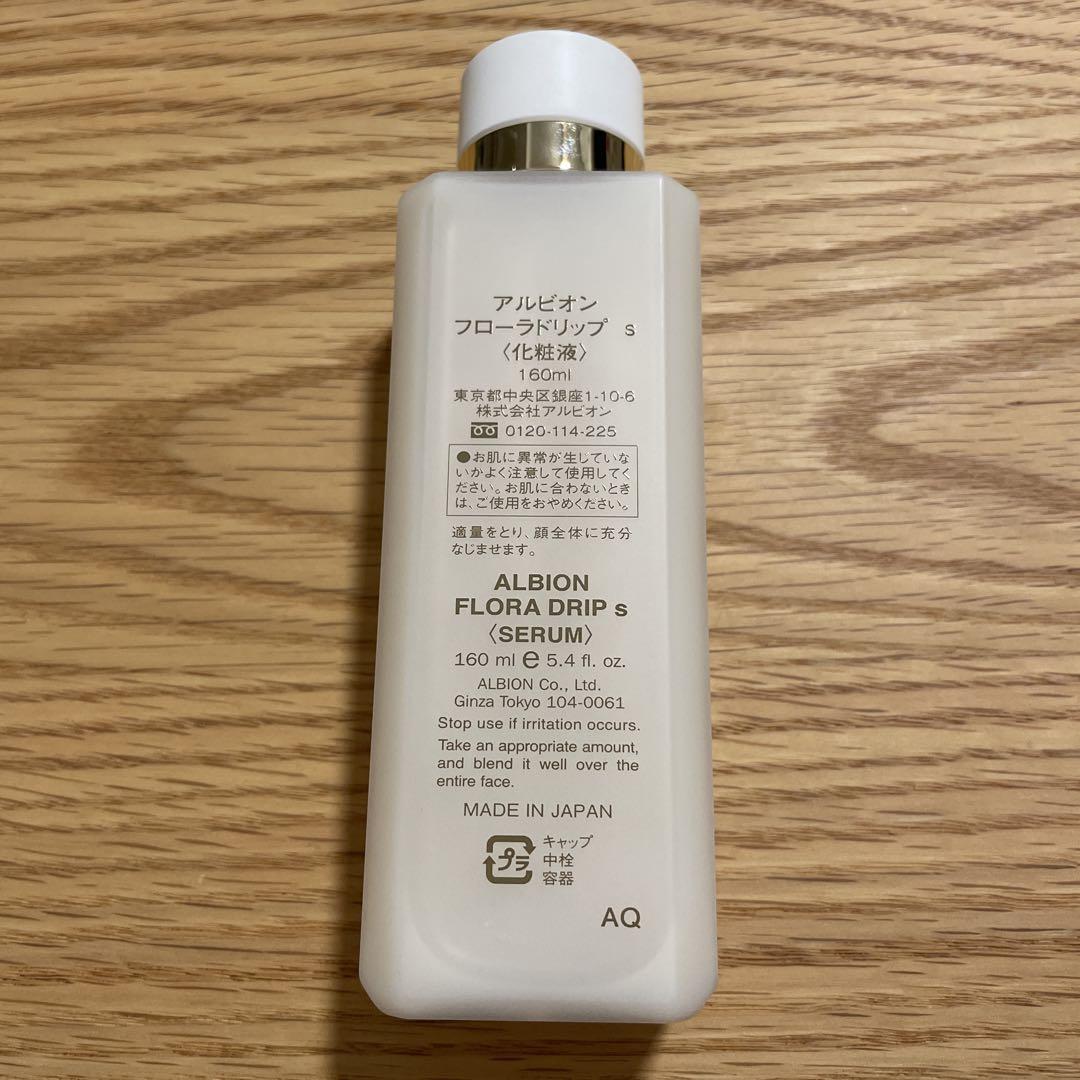 アルビオン
フローラドリップ s
〈化粧液〉
160ml
東京都中央区銀座1-10-6
株式会社アルビオン
0120-114-225
●お肌に異常が生じていな
いかよく注意して使用してく
ださい。お肌に合わないとき
は、ご使用をおやめください。
適量をとり、顔全体に充分
なじませます。
ALBION
FLORA DRIP s
〈SERUM〉
160 ml e 5.4 fl. oz.
ALBION Co., Ltd.
Ginza Tokyo 104-0061
Stop use if irritation occurs.
Take an appropriate amount,
and blend it well over the
entire face.
MADE IN JAPAN
プラ
キャップ
中栓
容器
AQ